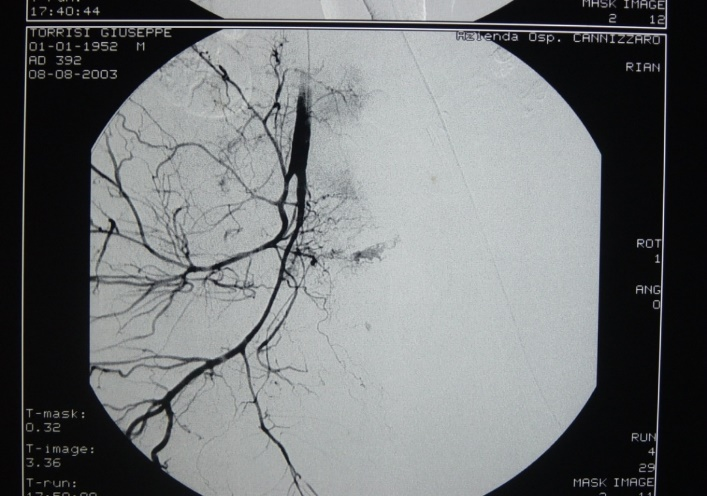 17:40:44
MASK IMAGE
2 12
TORRISI GIUSEPPE
01-01-1952 M
AD 392
08-08-2003
Osp. CANNIZZARO
RIAN
ROT
1
ANG
0
T-mask:
0.32
T-image:
3.36
T-run:
RUN
4
29
MASK IMAGE